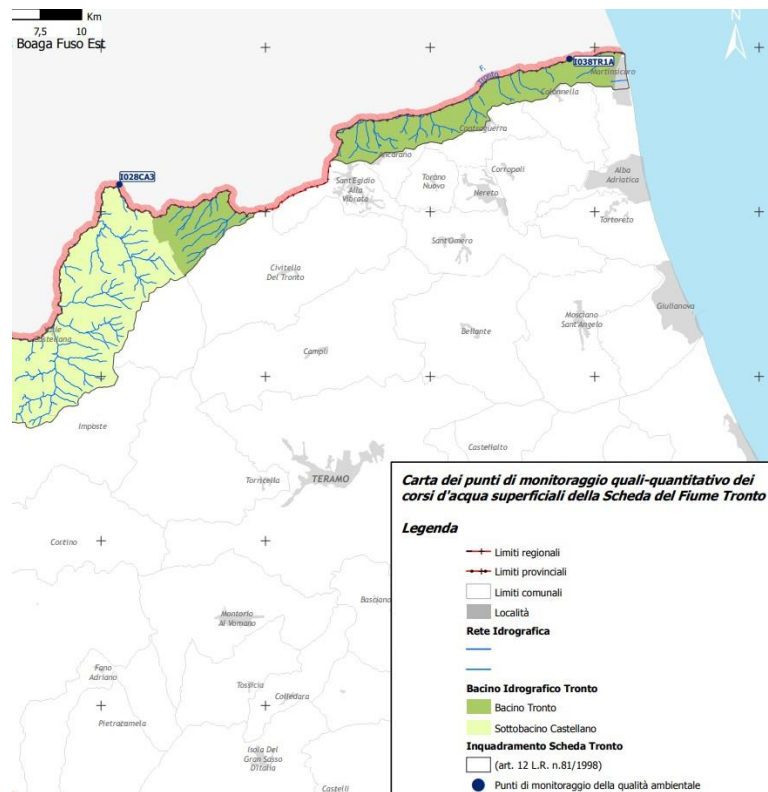 7,5 10 Km
Boaga Fuso Est
N
I038TR1A
F. Tronto
Martinsicuro
Colonnella
Controguerra
Ancarano
I028CA3
Sant'Egidio
Alla
Vibrata
Torano
Nuovo
Corropoli
Nereto
Alba
Adriatica
Tortoreto
Sant'Omero
Civitella
Del Tronto
Giulianova
Mosciano
Sant'Angelo
Bellante
Campli
Castellana
Imposte
Castellalto
TERAMO
Torricella
Cortino
Basciano
Montorio
Al Vomano
Fano
Adriano
Tossicia
Colledara
Pietracamela
Isola Del
Gran Sasso
D'Italia
Castelli
Carta dei punti di monitoraggio quali-quantitativo dei
corsi d'acqua superficiali della Scheda del Fiume Tronto
Legenda
Limiti regionali
Limiti provinciali
Limiti comunali
Località
Rete Idrografica
Bacino Idrografico Tronto
Bacino Tronto
Sottobacino Castellano
Inquadramento Scheda Tronto
(art. 12 L.R. n.81/1998)
Punti di monitoraggio della qualità ambientale